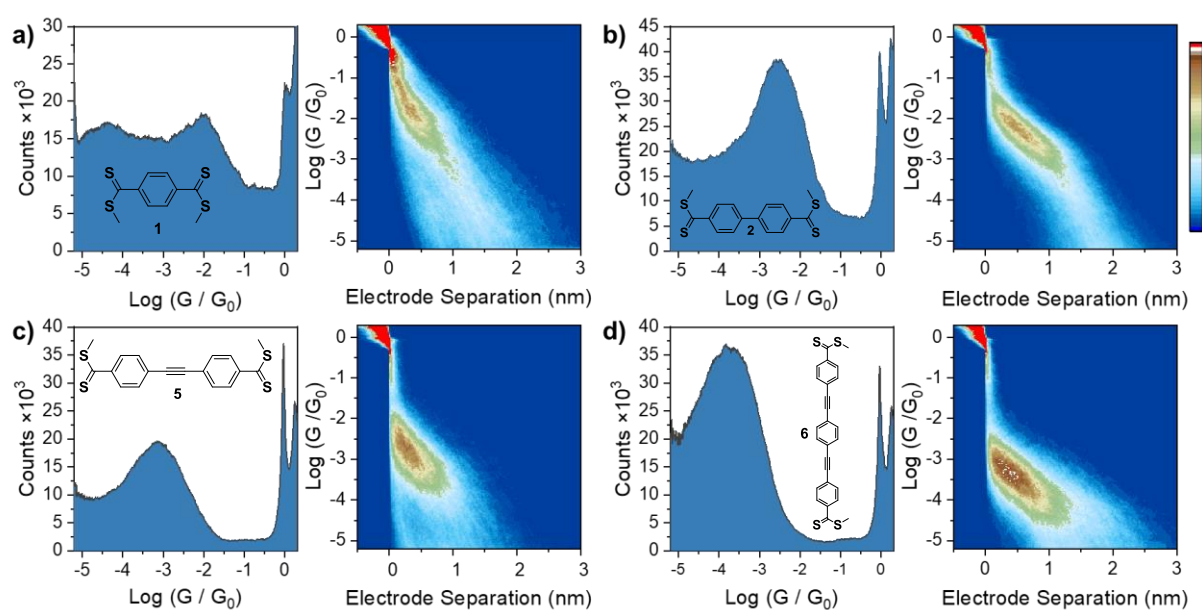 a)
30
25
20
15
10
5
0
Counts ×10³
-5 -4 -3 -2 -1 0
Log (G / G₀)
S S
S S
1
0
-1
-2
-3
-4
-5
Log (G /G₀)
0 1 2 3
Electrode Separation (nm)
b)
45
40
35
30
25
20
15
10
5
0
Counts ×10³
-5 -4 -3 -2 -1 0
Log (G / G₀)
S S
S S
2
0
-1
-2
-3
-4
-5
Log (G /G₀)
0 1 2 3
Electrode Separation (nm)
c)
40
35
30
25
20
15
10
5
0
Counts ×10³
-5 -4 -3 -2 -1 0
Log (G / G₀)
S S
S S
5
0
-1
-2
-3
-4
-5
Log (G /G₀)
0 1 2 3
Electrode Separation (nm)
d)
40
35
30
25
20
15
10
5
0
Counts ×10³
-5 -4 -3 -2 -1 0
Log (G / G₀)
S S
6
S S
0
-1
-2
-3
-4
-5
Log (G /G₀)
0 1 2 3
Electrode Separation (nm)